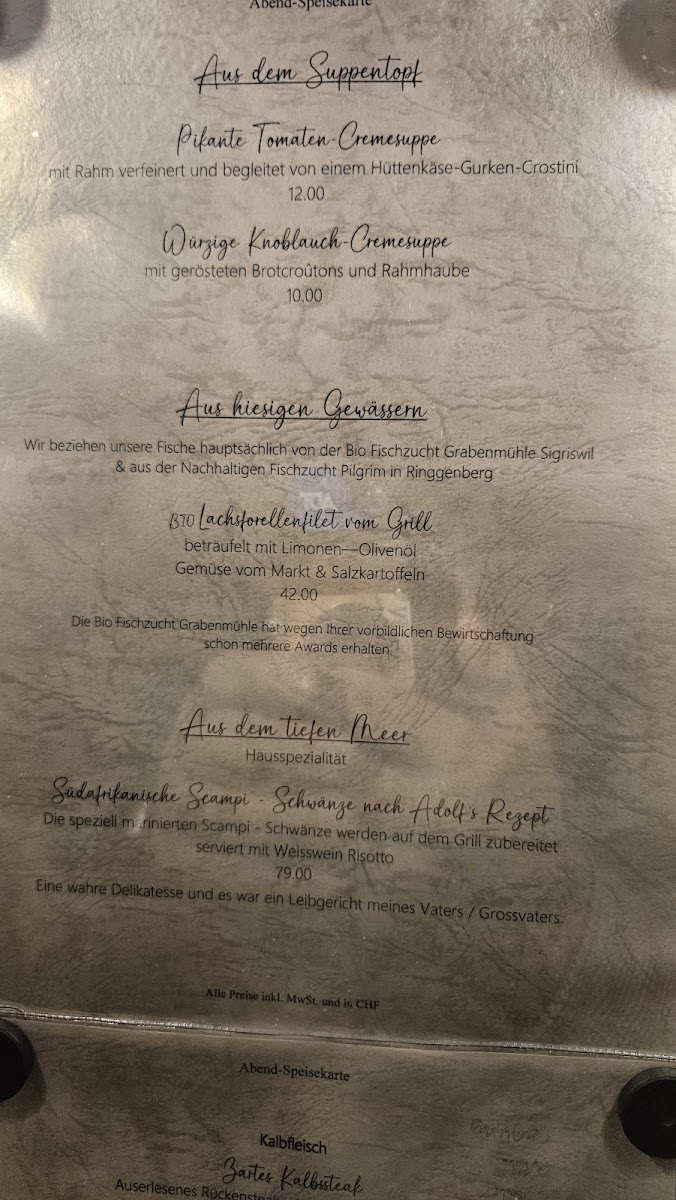 Abend-Speisekarte
Aus dem Suppentopf
Pikante Tomaten-Cremesuppe
mit Rahm verfeinert und begleitet von einem Hüttenkäse-Gurken-Crostini
12.00
Würzige Knoblauch-Cremesuppe
mit gerösteten Brotcroûtons und Rahmhaube
10.00
Aus hiesigen Gewässern
Wir beziehen unsere Fische hauptsächlich von der Bio Fischzucht Grabenmühle Sigriswil
& aus der Nachhaltigen Fischzucht Pilgrim in Ringgenberg
BIO Lachsforellenfilet vom Grill
beträufelt mit Limonen—Olivenöl
Gemüse vom Markt & Salzkartoffeln
42.00
Die Bio Fischzucht Grabenmühle hat wegen Ihrer vorbildlichen Bewirtschaftung
schon mehrere Awards erhalten.
Aus dem tiefen Meer
Hausspezialität
Südafrikanische Scampi - Schwänze nach Adolf's Rezept
Die speziell marinierten Scampi - Schwänze werden auf dem Grill zubereitet
serviert mit Weisswein Risotto
79.00
Eine wahre Delikatesse und es war ein Leibgericht meines Vaters / Grossvaters.
Alle Preise inkl. MwSt. und in CHF
Abend-Speisekarte
Kalbfleisch
Zartes Kalbssteak
Auserlesenes